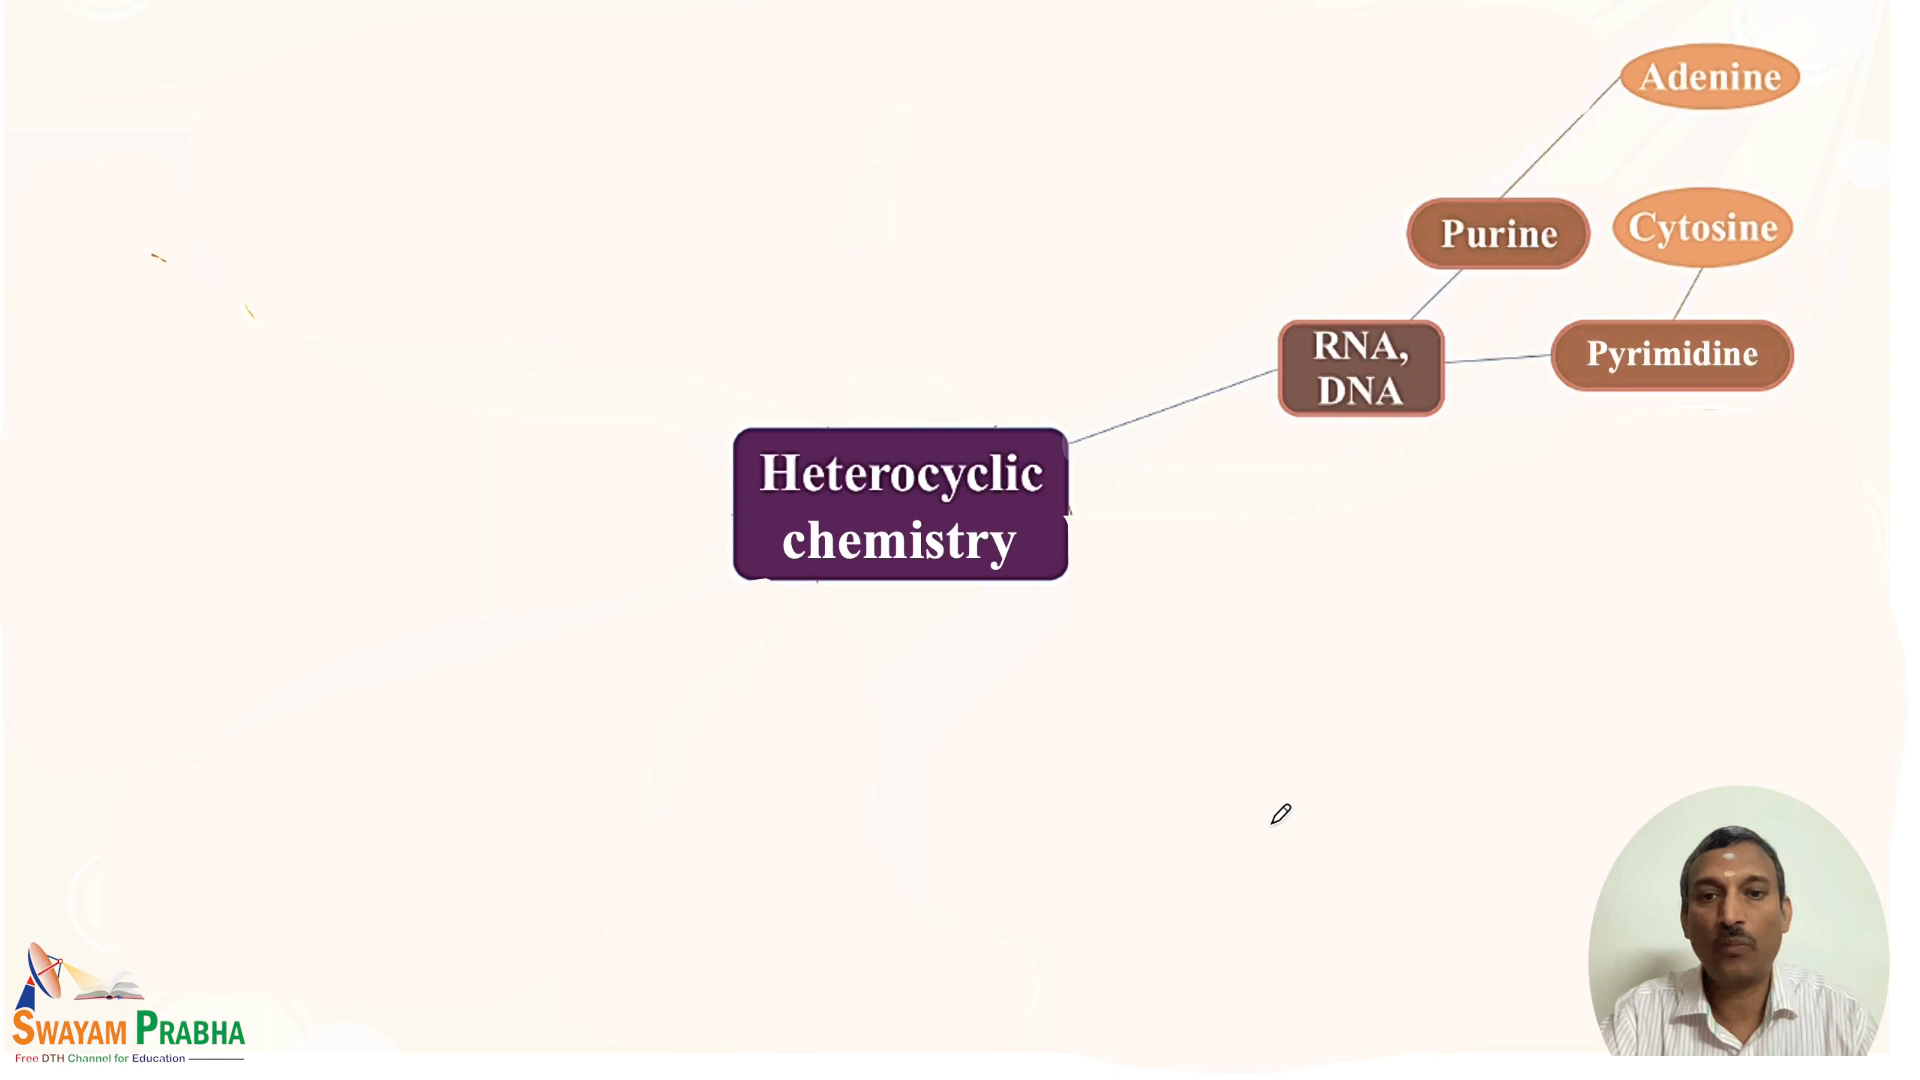 Adenine
Purine
Cytosine
RNA,
DNA
Pyrimidine
Heterocyclic
chemistry
SWAYAM PRABHA
Free DTH Channel for Education